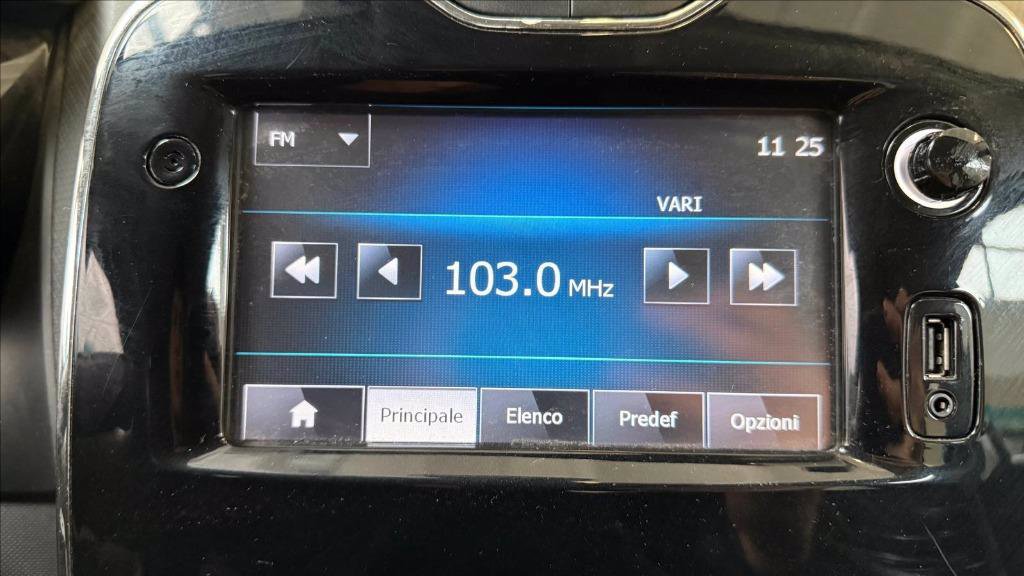 FM
11 25
VARI
103.0 MHz
Principale Elenco Predef Opzioni